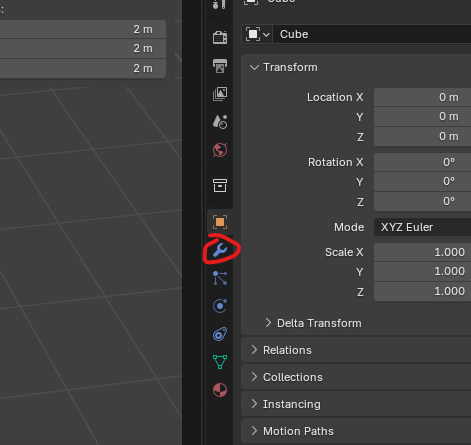 :
2 m
2 m
2 m
Cube
Cube
Transform
Location X 0 m
Y 0 m
Z 0 m
Rotation X 0°
Y 0°
Z 0°
Mode XYZ Euler
Scale X 1.000
Y 1.000
Z 1.000
Delta Transform
Relations
Collections
Instancing
Motion Paths